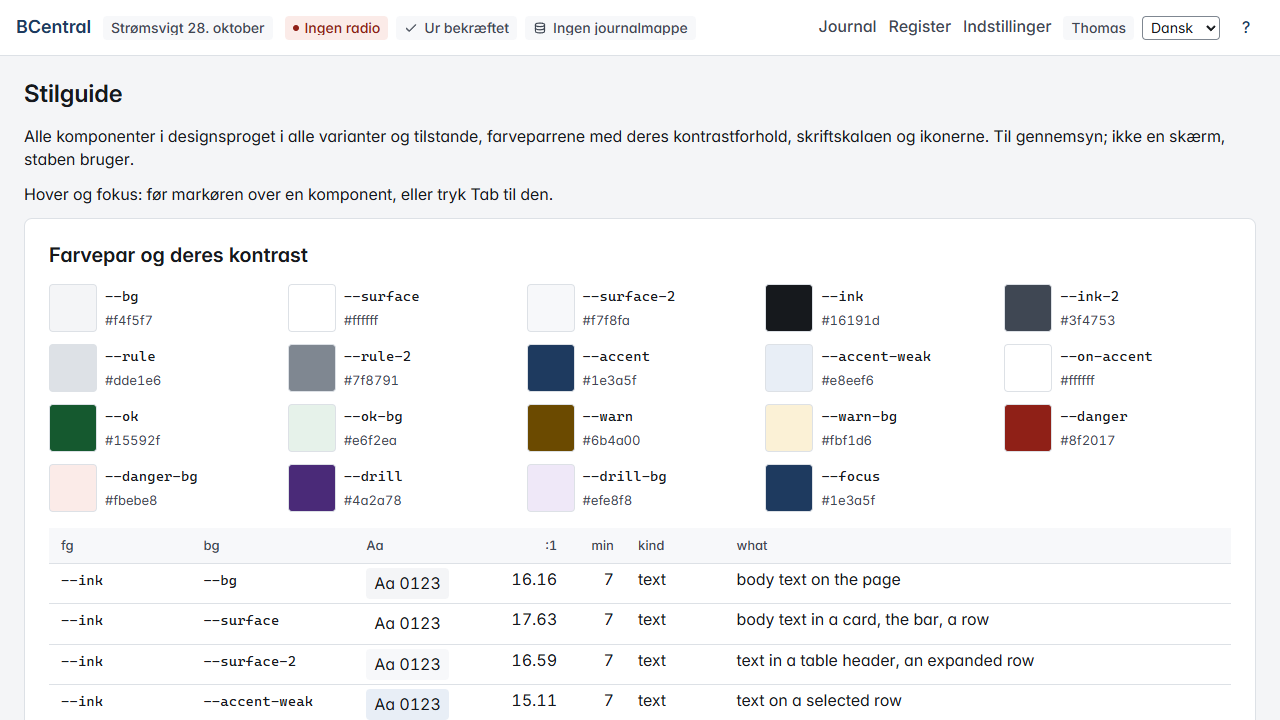 BCentral Strømsvigt 28. oktober Ingen radio Ur bekræftet Ingen journalmappe Journal Register Indstillinger Thomas Dansk ?
Stilguide
Alle komponenter i designsproget i alle varianter og tilstande, farveparrene med deres kontrastforhold, skriftskalaen og ikonerne. Til gennemsyn; ikke en skærm,
staben bruger.
Hover og fokus: før markøren over en komponent, eller tryk Tab til den.
Farvepar og deres kontrast
--bg --surface --surface-2 --ink --ink-2
#f4f5f7 #ffffff #f7f8fa #16191d #3f4753
--rule --rule-2 --accent --accent-weak --on-accent
#dde1e6 #7f8791 #1e3a5f #e8eef6 #ffffff
--ok --ok-bg --warn --warn-bg --danger
#15592f #e6f2ea #6b4a00 #fbf1d6 #8f2017
--danger-bg --drill --drill-bg --focus
#fbebe8 #4a2a78 #efe8f8 #1e3a5f
fg bg Aa :1 min kind what
--ink --bg Aa 0123 16.16 7 text body text on the page
--ink --surface Aa 0123 17.63 7 text body text in a card, the bar, a row
--ink --surface-2 Aa 0123 16.59 7 text text in a table header, an expanded row
--ink --accent-weak Aa 0123 15.11 7 text text on a selected row